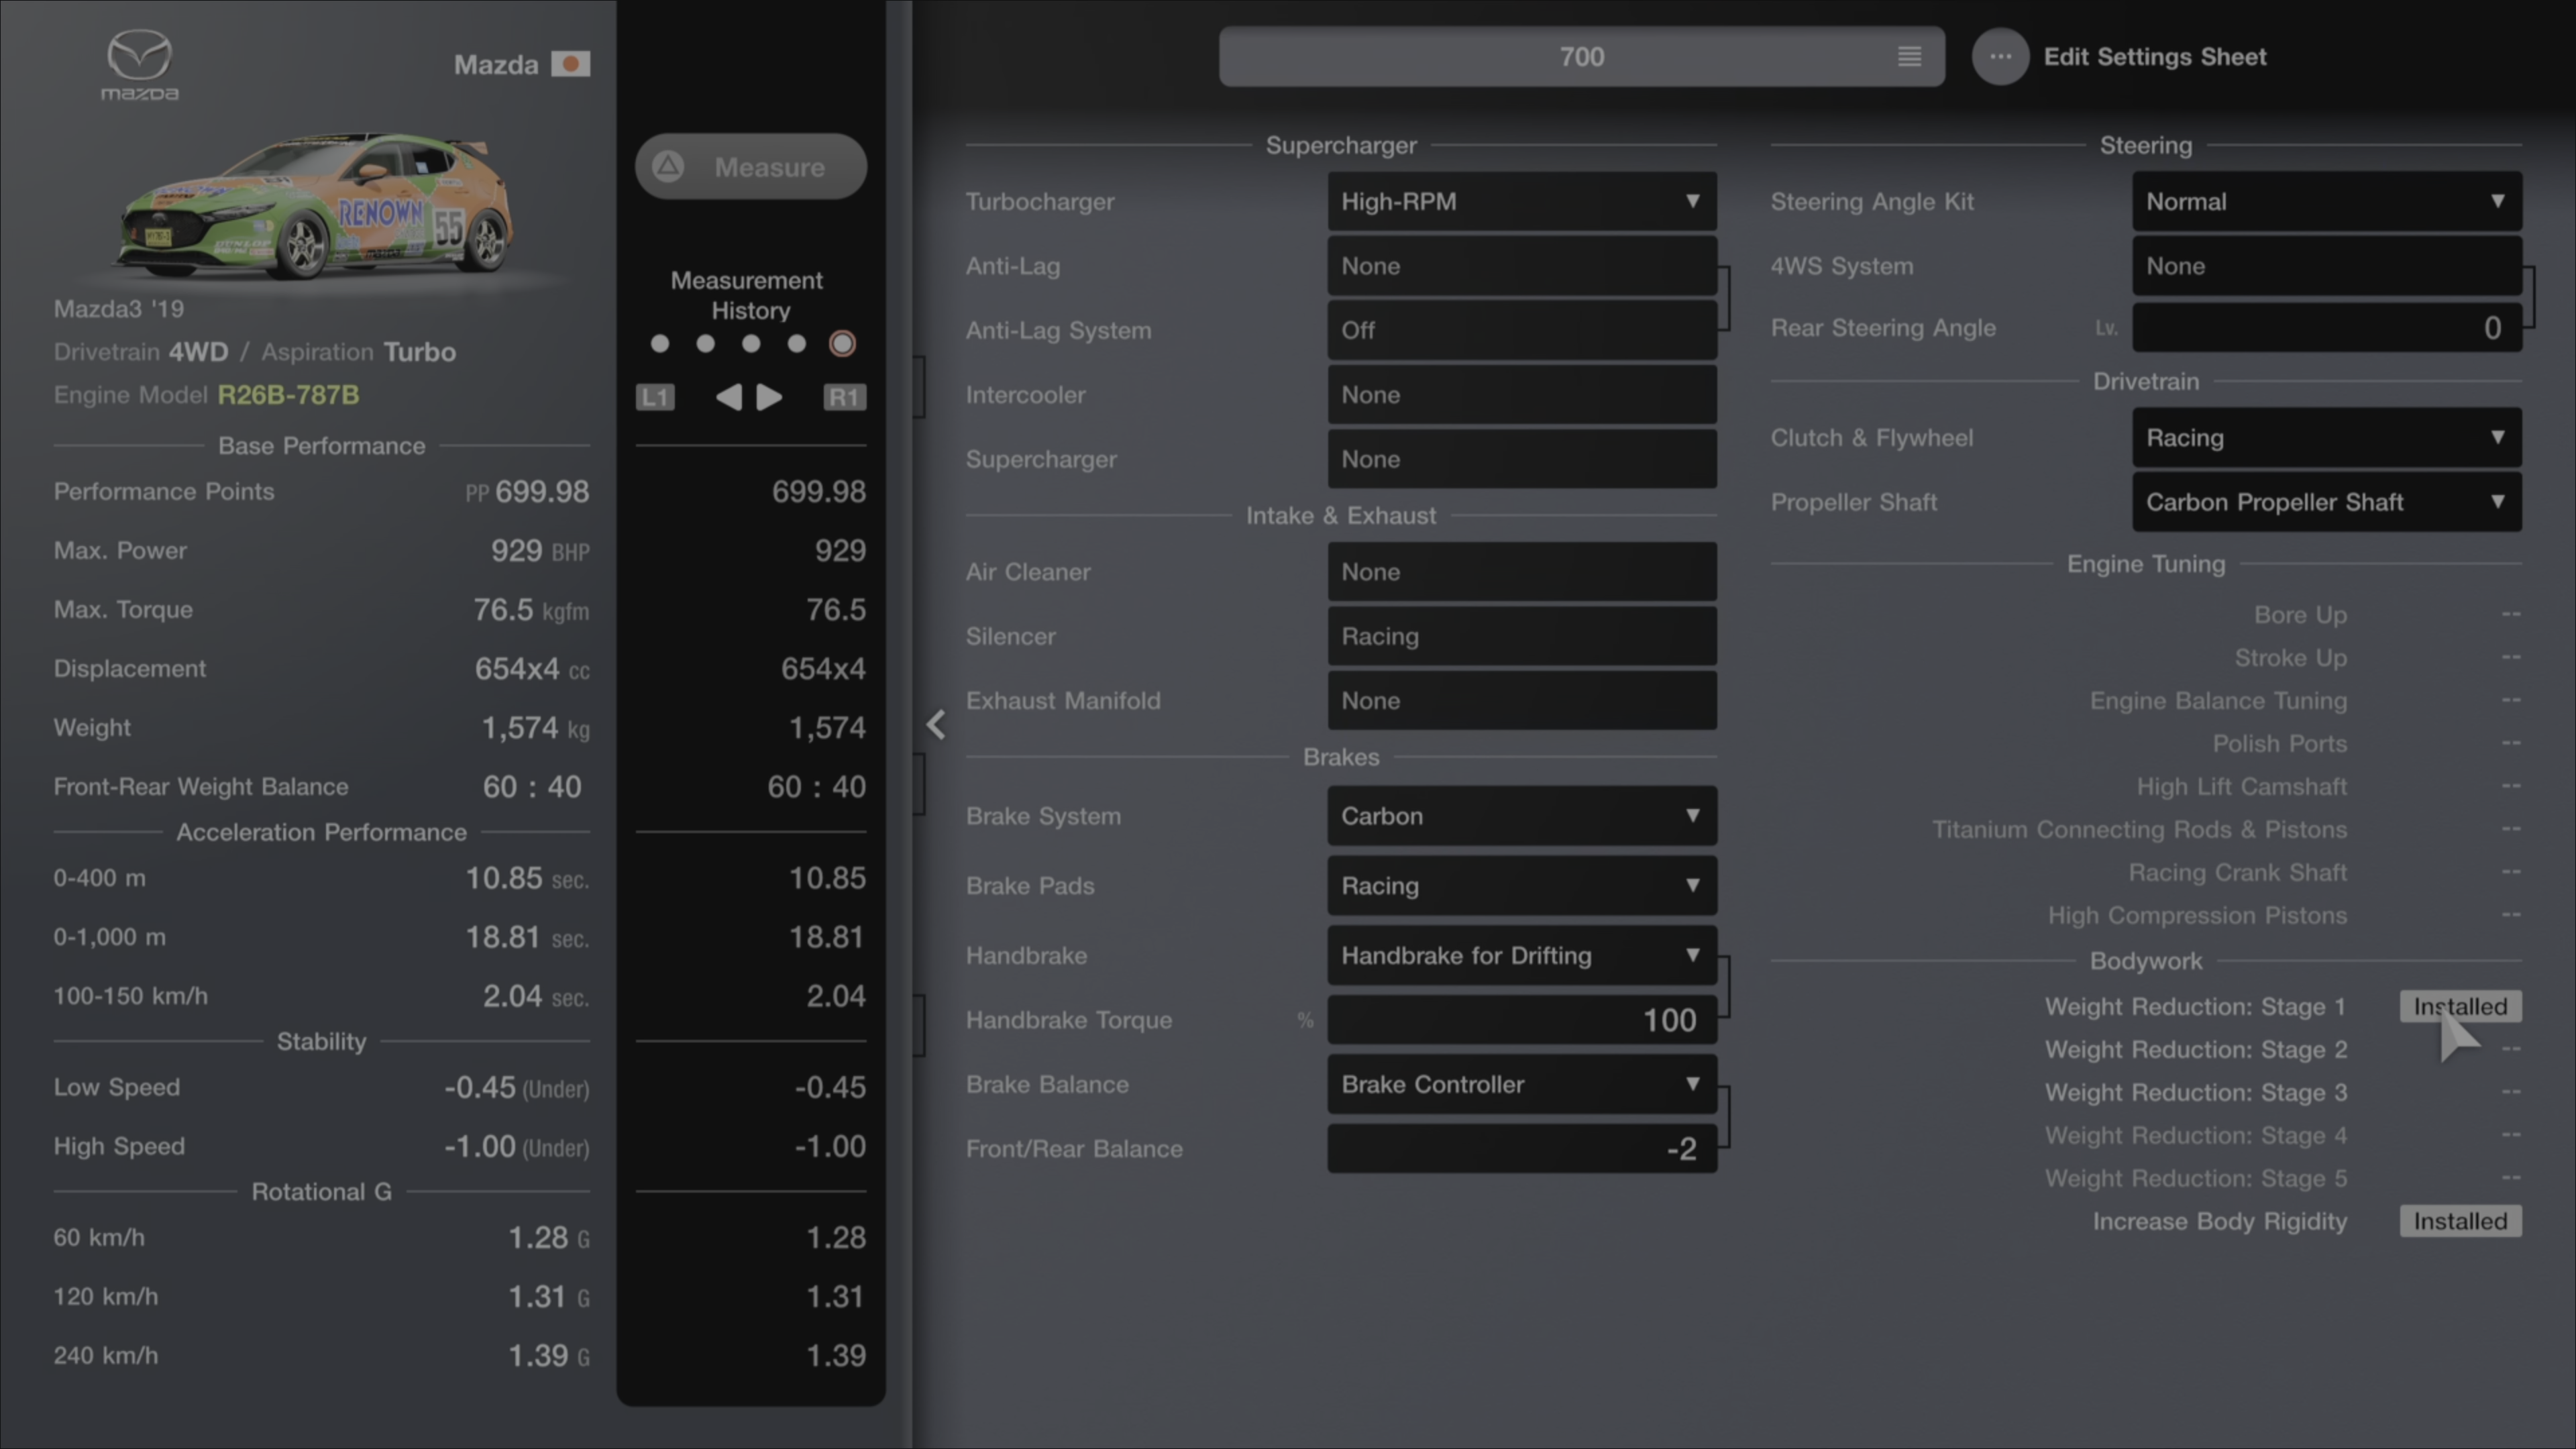 mazda
Mazda
RENOWN
55
Mazda3 '19
Drivetrain 4WD / Aspiration Turbo
Engine Model R26B-787B
Base Performance
Performance Points PP 699.98
Max. Power 929 BHP
Max. Torque 76.5 kgfm
Displacement 654x4 cc
Weight 1,574 kg
Front-Rear Weight Balance 60 : 40
Acceleration Performance
0-400 m 10.85 sec.
0-1,000 m 18.81 sec.
100-150 km/h 2.04 sec.
Stability
Low Speed -0.45 (Under)
High Speed -1.00 (Under)
Rotational G
60 km/h 1.28 G
120 km/h 1.31 G
240 km/h 1.39 G
Measure
Measurement
History
L1 R1
699.98
929
76.5
654x4
1,574
60 : 40
10.85
18.81
2.04
-0.45
-1.00
1.28
1.31
1.39
700
Edit Settings Sheet
Supercharger
Turbocharger High-RPM
Anti-Lag None
Anti-Lag System Off
Intercooler None
Supercharger None
Intake & Exhaust
Air Cleaner None
Silencer Racing
Exhaust Manifold None
Brakes
Brake System Carbon
Brake Pads Racing
Handbrake Handbrake for Drifting
Handbrake Torque % 100
Brake Balance Brake Controller
Front/Rear Balance -2
Steering
Steering Angle Kit Normal
4WS System None
Rear Steering Angle Lv. 0
Drivetrain
Clutch & Flywheel Racing
Propeller Shaft Carbon Propeller Shaft
Engine Tuning
Bore Up --
Stroke Up --
Engine Balance Tuning --
Polish Ports --
High Lift Camshaft --
Titanium Connecting Rods & Pistons --
Racing Crank Shaft --
High Compression Pistons --
Bodywork
Weight Reduction: Stage 1 Installed
Weight Reduction: Stage 2 --
Weight Reduction: Stage 3 --
Weight Reduction: Stage 4 --
Weight Reduction: Stage 5 --
Increase Body Rigidity Installed